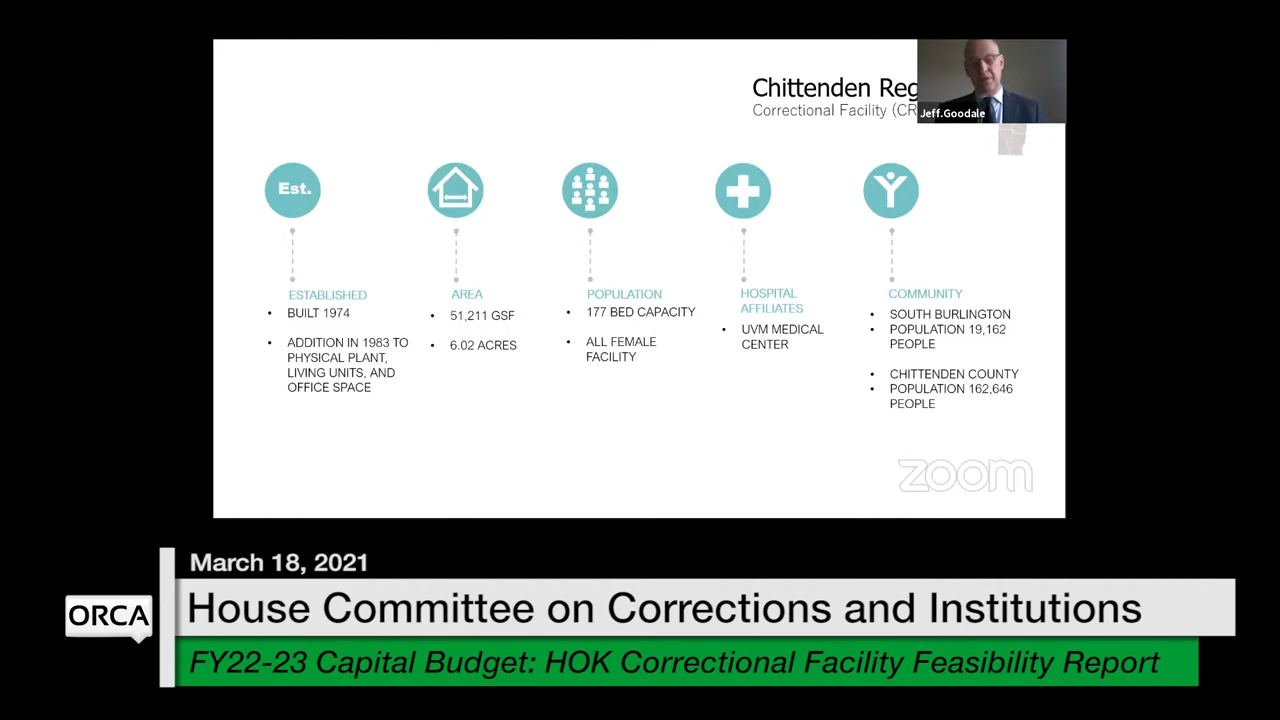 Chittenden Reg
Correctional Facility (CR
Jeff.Goodale
Est.
ESTABLISHED
• BUILT 1974
• ADDITION IN 1983 TO
PHYSICAL PLANT,
LIVING UNITS, AND
OFFICE SPACE
AREA
• 51,211 GSF
• 6.02 ACRES
POPULATION
• 177 BED CAPACITY
• ALL FEMALE
FACILITY
HOSPITAL
AFFILIATES
• UVM MEDICAL
CENTER
COMMUNITY
• SOUTH BURLINGTON
• POPULATION 19,162
PEOPLE
• CHITTENDEN COUNTY
• POPULATION 162,646
PEOPLE
zoom
March 18, 2021
ORCA
House Committee on Corrections and Institutions
FY22-23 Capital Budget: HOK Correctional Facility Feasibility Report